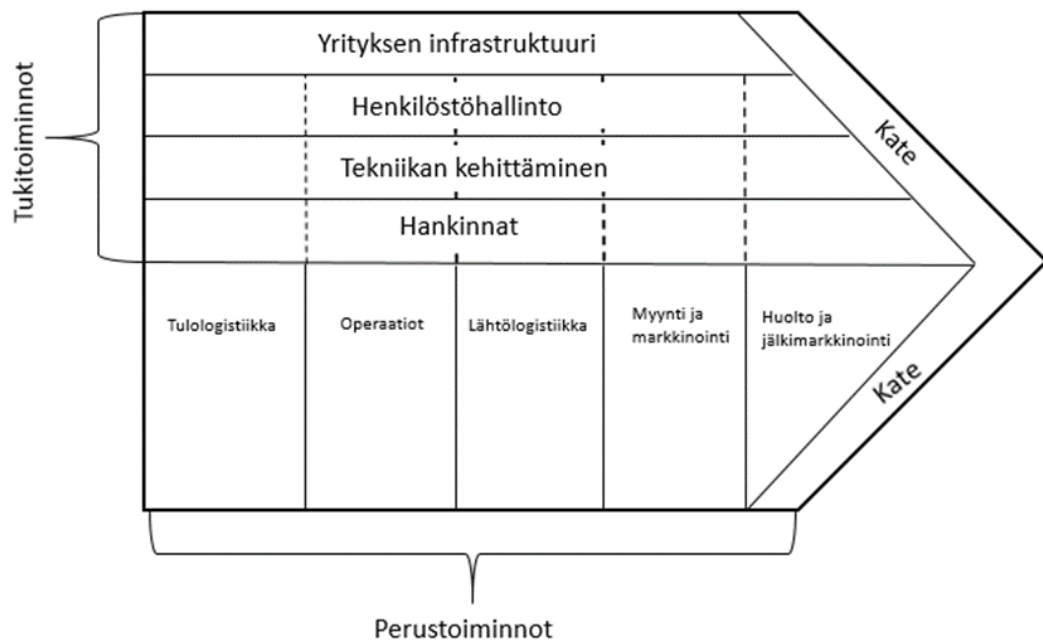 Tukitoiminnot
Yrityksen infrastruktuuri
Henkilöstöhallinto
Tekniikan kehittäminen
Hankinnat
Kate
Tulologistiikka
Operaatiot
Lähtölogistiikka
Myynti ja
markkinointi
Huolto ja
jälkimarkkinointi
Kate
Perustoiminnot